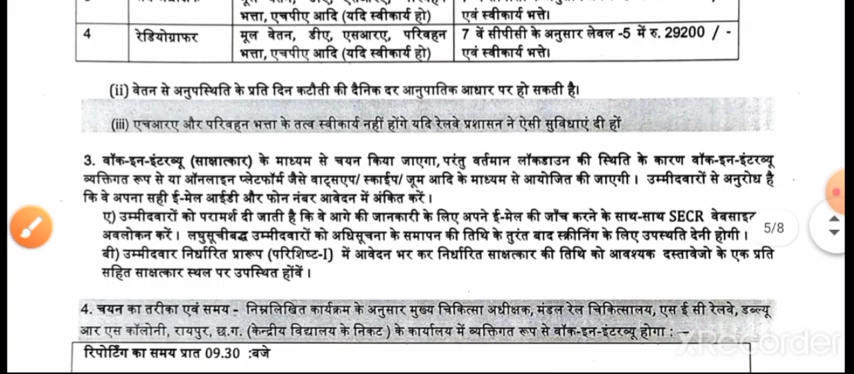 भत्ता, एचपीए आदि (यदि स्वीकार्य हो) एवं स्वीकार्य भत्ते।
4 रेडियोग्राफर मूल वेतन, डीए, एसआरए, परिवहन 7 वें सीपीसी के अनुसार लेवल -5 में रु. 29200 / -
भत्ता, एचपीए आदि (यदि स्वीकार्य हो) एवं स्वीकार्य भत्ते।
(ii) वेतन से अनुपस्थिति के प्रति दिन कटौती की दैनिक दर आनुपातिक आधार पर हो सकती है।
(iii) एचआरए और परिवहन भत्ता के तत्व स्वीकार्य नहीं होंगे यदि रेलवे प्रशासन ने ऐसी सुविधाएं दी हों
3. वॉक-इन-इंटरव्यू (साक्षात्कार) के माध्यम से चयन किया जाएगा, परंतु वर्तमान लॉकडाउन की स्थिति के कारण वॉक-इन-इंटरव्यू
व्यक्तिगत रूप से या ऑनलाइन प्लेटफॉर्म जैसे वाट्सएप/ स्काईप/ जूम आदि के माध्यम से आयोजित की जाएगी । उम्मीदवारों से अनुरोध है
कि वे अपना सही ई-मेल आईडी और फोन नंबर आवेदन में अंकित करें।
ए) उम्मीदवारों को परामर्श दी जाती है कि वे आगे की जानकारी के लिए अपने ई-मेल की जाँच करने के साथ-साथ SECR वेबसाइट
अवलोकन करें । लघुसूचीबद्ध उम्मीदवारों को अधिसूचना के समापन की तिथि के तुरंत बाद स्क्रीनिंग के लिए उपस्थति देनी होगी ।
5/8
बी) उम्मीदवार निर्धारित प्रारूप (परिशिष्ट-I) में आवेदन भर कर निर्धारित साक्षत्कार की तिथि को आवश्यक दस्तावेजो के एक प्रति
सहित साक्षत्कार स्थल पर उपस्थित होंवें ।
4. चयन का तरीका एवं समय - निम्नलिखित कार्यक्रम के अनुसार मुख्य चिकित्सा अधीक्षक, मंडल रेल चिकित्सालय, एस ई सी रेलवे, डब्ल्यू
आर एस कॉलोनी, रायपुर, छ.ग. (केन्द्रीय विद्यालय के निकट ) के कार्यालय में व्यक्तिगत रूप से वॉक-इन-इंटरव्यू होगा : -
रिपोर्टिंग का समय प्रात 09.30 :बजे
XRecorder